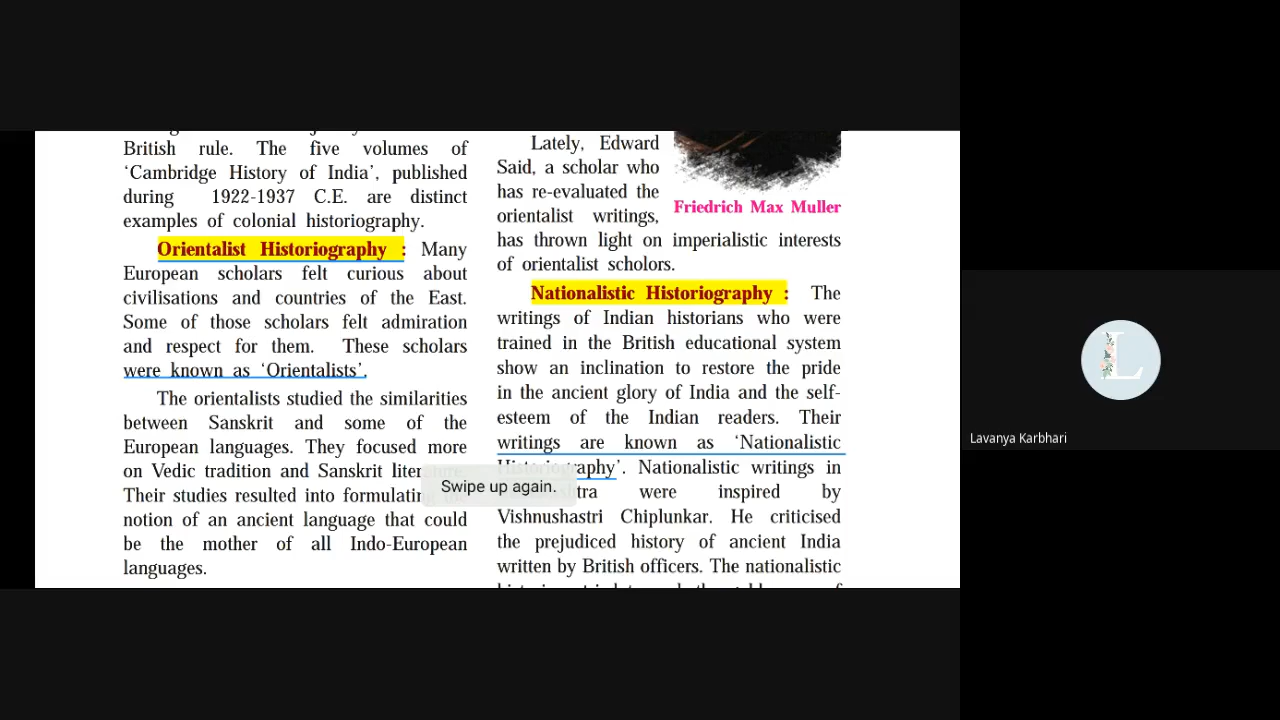 British rule. The five volumes of
‘Cambridge History of India’, published
during 1922-1937 C.E. are distinct
examples of colonial historiography.
Orientalist Historiography : Many
European scholars felt curious about
civilisations and countries of the East.
Some of those scholars felt admiration
and respect for them. These scholars
were known as ‘Orientalists’.
The orientalists studied the similarities
between Sanskrit and some of the
European languages. They focused more
on Vedic tradition and Sanskrit literature.
Their studies resulted into formulating the
notion of an ancient language that could
be the mother of all Indo-European
languages.
Lately, Edward
Said, a scholar who
has re-evaluated the
orientalist writings,
has thrown light on imperialistic interests
of orientalist scholors.
Friedrich Max Muller
Nationalistic Historiography : The
writings of Indian historians who were
trained in the British educational system
show an inclination to restore the pride
in the ancient glory of India and the self-
esteem of the Indian readers. Their
writings are known as ‘Nationalistic
Historiography’. Nationalistic writings in
were inspired by
Vishnushastri Chiplunkar. He criticised
the prejudiced history of ancient India
written by British officers. The nationalistic
Swipe up again.
L
Lavanya Karbhari